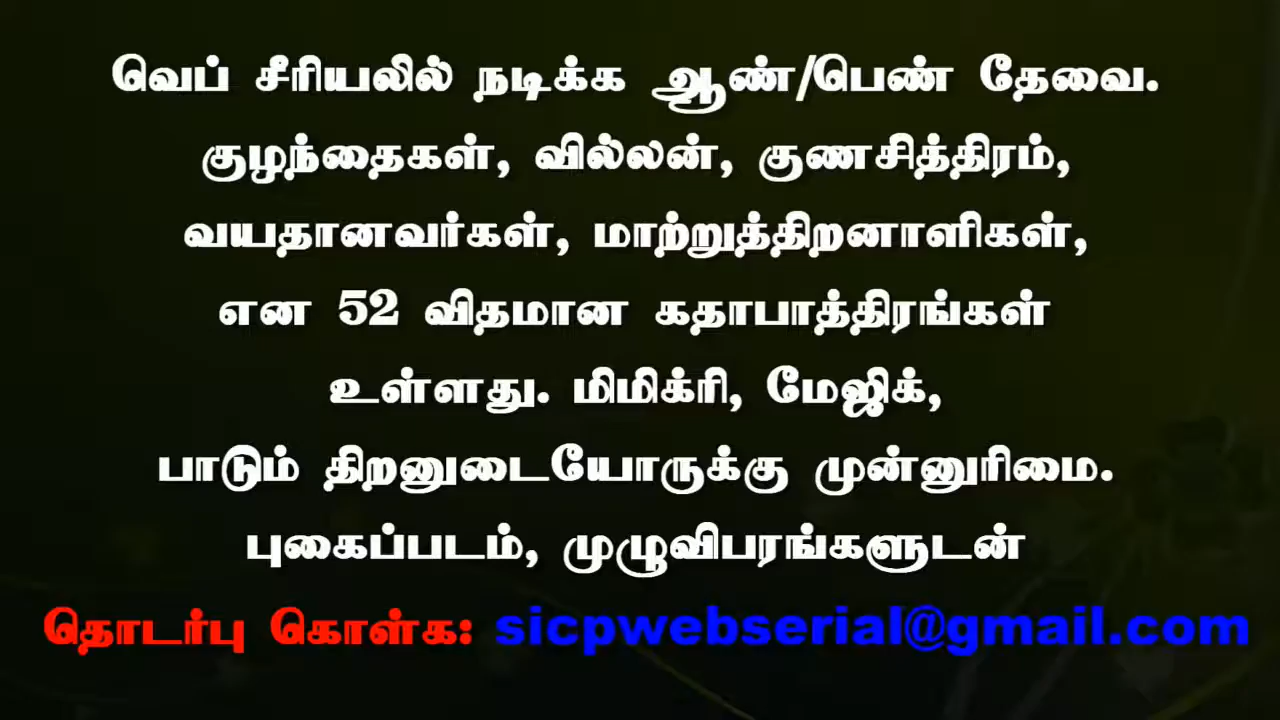 வெப் சீரியலில் நடிக்க ஆண்/பெண் தேவை.
குழந்தைகள், வில்லன், குணசித்திரம்,
வயதானவர்கள், மாற்றுத்திறனாளிகள்,
என 52 விதமான கதாபாத்திரங்கள்
உள்ளது. மிமிக்ரி, மேஜிக்,
பாடும் திறனுடையோருக்கு முன்னுரிமை.
புகைப்படம், முழுவிபரங்களுடன்
தொடர்பு கொள்க: sicpwebserial@gmail.com